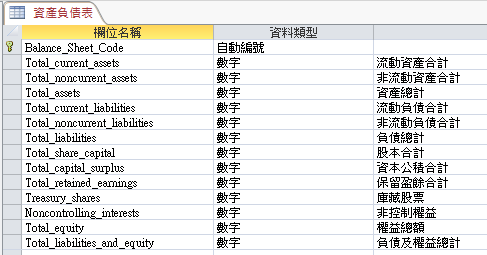 資產負債表
欄位名稱 資料類型
Balance_Sheet_Code 自動編號
Total_current_assets 數字 流動資產合計
Total_noncurrent_assets 數字 非流動資產合計
Total_assets 數字 資產總計
Total_current_liabilities 數字 流動負債合計
Total_noncurrent_liabilities 數字 非流動負債合計
Total_liabilities 數字 負債總計
Total_share_capital 數字 股本合計
Total_capital_surplus 數字 資本公積合計
Total_retained_earnings 數字 保留盈餘合計
Treasury_shares 數字 庫藏股票
Noncontrolling_interests 數字 非控制權益
Total_equity 數字 權益總額
Total_liabilities_and_equity 數字 負債及權益總計